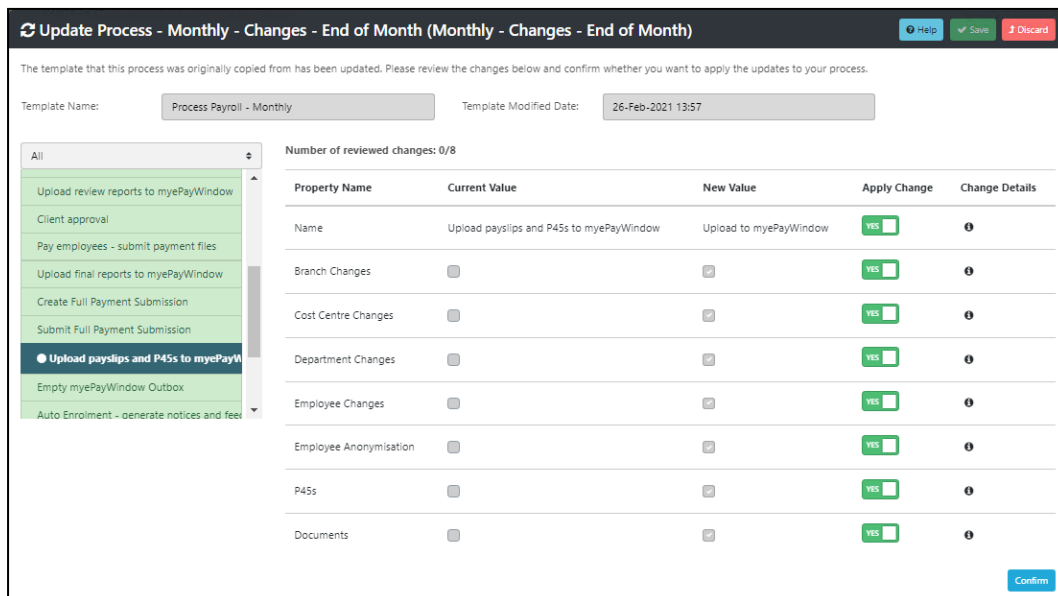 Update Process - Monthly - Changes - End of Month (Monthly - Changes - End of Month)
Help
Save
Discard
The template that this process was originally copied from has been updated. Please review the changes below and confirm whether you want to apply the updates to your process.
Template Name: Process Payroll - Monthly Template Modified Date: 26-Feb-2021 13:57
All
Upload review reports to myePayWindow
Client approval
Pay employees - submit payment files
Upload final reports to myePayWindow
Create Full Payment Submission
Submit Full Payment Submission
Upload payslips and P45s to myePayW
Empty myePayWindow Outbox
Auto Enrolment - generate notices and feed
Number of reviewed changes: 0/8
Property Name Current Value New Value Apply Change Change Details
Name Upload payslips and P45s to myePayWindow Upload to myePayWindow YES
Branch Changes YES
Cost Centre Changes YES
Department Changes YES
Employee Changes YES
Employee Anonymisation YES
P45s YES
Documents YES
Confirm